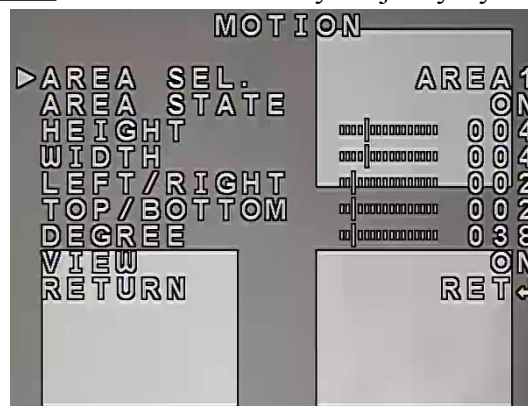 MOTION
▷AREA SEL. AREA1
AREA STATE ON
HEIGHT 004
WIDTH 004
LEFT/RIGHT 002
TOP/BOTTOM 002
DEGREE 038
VIEW ON
RETURN RET↵